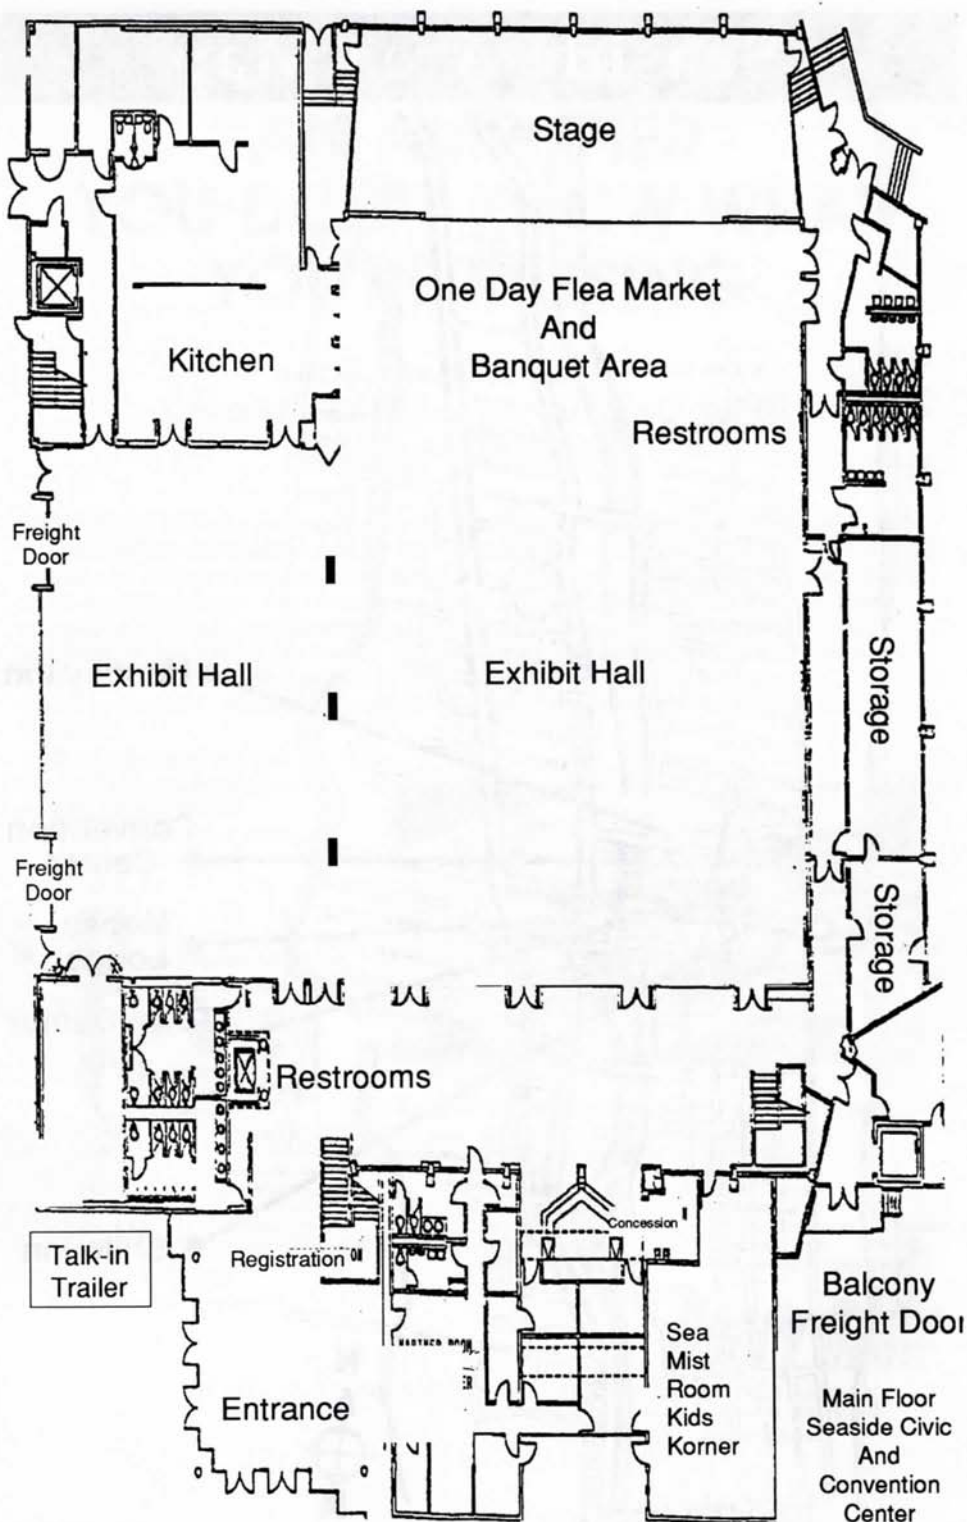 Stage
One Day Flea Market
And
Banquet Area
Kitchen
Restrooms
Freight
Door
Exhibit Hall
Exhibit Hall
Storage
Freight
Door
Storage
Restrooms
Concession
Registration
Talk-in
Trailer
Balcony
Freight Door
Sea
Mist
Room
Kids
Korner
Entrance
Main Floor
Seaside Civic
And
Convention
Center